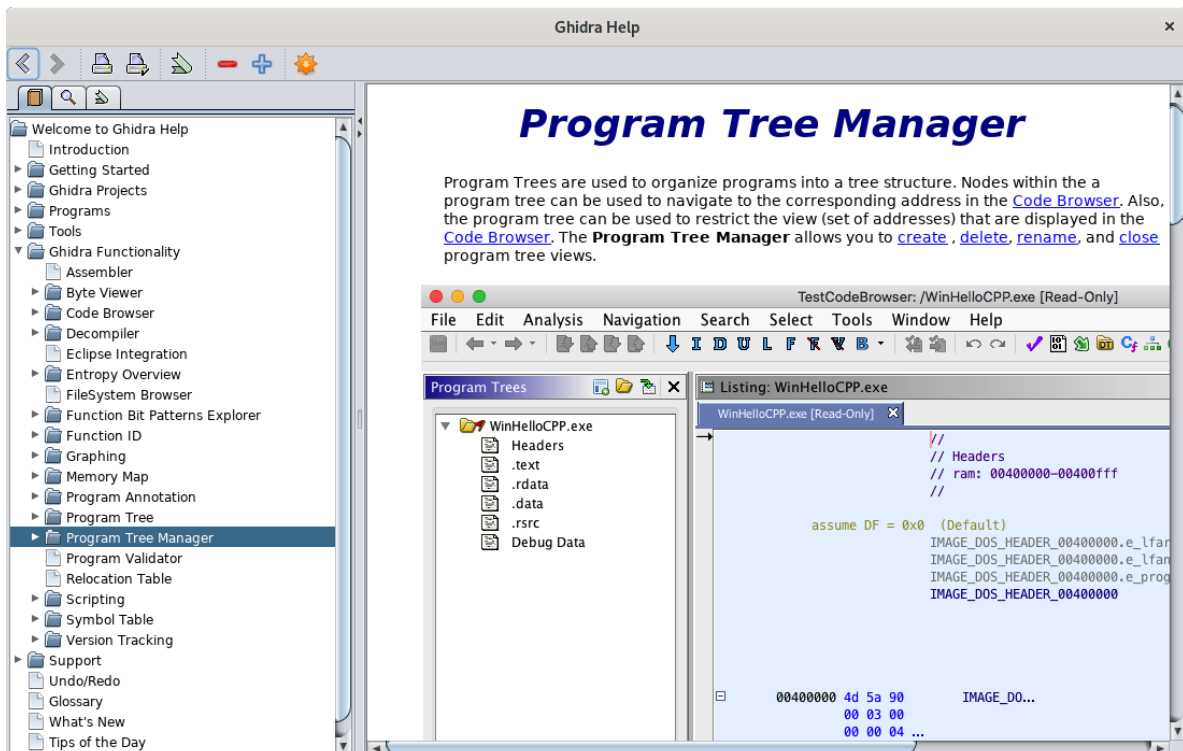 Ghidra Help
Welcome to Ghidra Help
Introduction
Getting Started
Ghidra Projects
Programs
Tools
Ghidra Functionality
Assembler
Byte Viewer
Code Browser
Decompiler
Eclipse Integration
Entropy Overview
FileSystem Browser
Function Bit Patterns Explorer
Function ID
Graphing
Memory Map
Program Annotation
Program Tree
Program Tree Manager
Program Validator
Relocation Table
Scripting
Symbol Table
Version Tracking
Support
Undo/Redo
Glossary
What's New
Tips of the Day
Program Tree Manager
Program Trees are used to organize programs into a tree structure. Nodes within the a
program tree can be used to navigate to the corresponding address in the Code Browser. Also,
the program tree can be used to restrict the view (set of addresses) that are displayed in the
Code Browser. The Program Tree Manager allows you to create , delete, rename, and close
program tree views.
TestCodeBrowser: /WinHelloCPP.exe [Read-Only]
File Edit Analysis Navigation Search Select Tools Window Help
I D U L F B
Program Trees
WinHelloCPP.exe
Headers
.text
.rdata
.data
.rsrc
Debug Data
Listing: WinHelloCPP.exe
WinHelloCPP.exe [Read-Only]
//
// Headers
// ram: 00400000-00400fff
//
assume DF = 0x0 (Default)
IMAGE_DOS_HEADER_00400000.e_lfar
IMAGE_DOS_HEADER_00400000.e_lfan
IMAGE_DOS_HEADER_00400000.e_prog
IMAGE_DOS_HEADER_00400000
00400000 4d 5a 90 IMAGE_DO...
00 03 00
00 00 04 ...